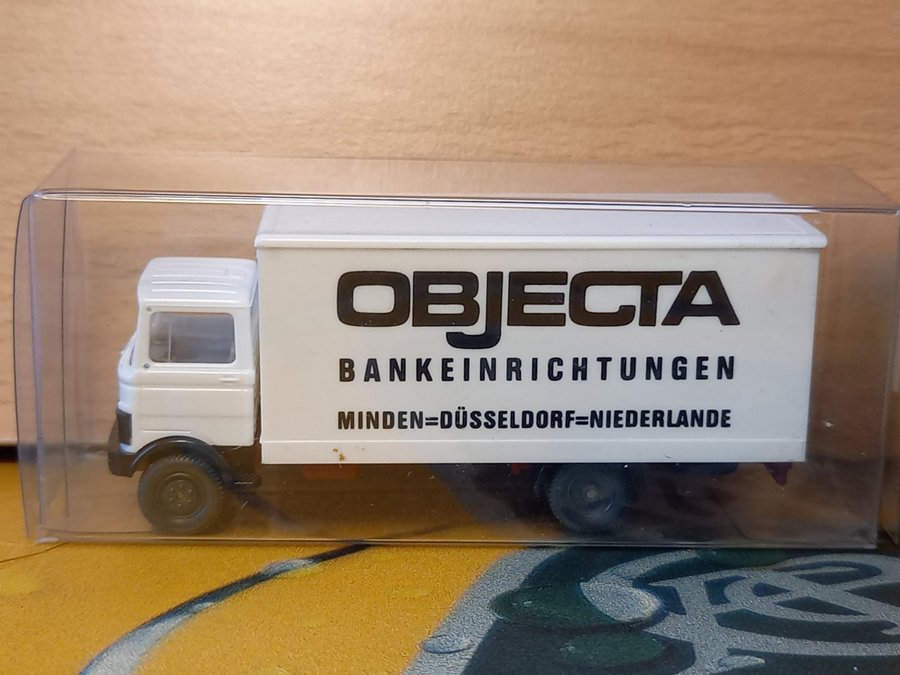 OBJECTA
BANKEINRICHTUNGEN
MINDEN=DÜSSELDORF=NIEDERLANDE